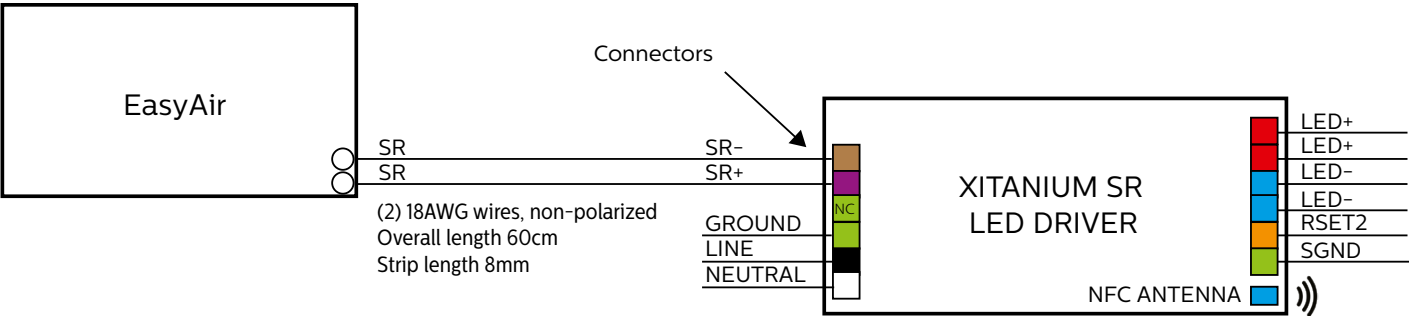 Connectors
EasyAir
SR
SR
(2) 18AWG wires, non-polarized
Overall length 60cm
Strip length 8mm
SR-
SR+
NC
GROUND
LINE
NEUTRAL
XITANIUM SR
LED DRIVER
NFC ANTENNA
LED+
LED+
LED-
LED-
RSET2
SGND